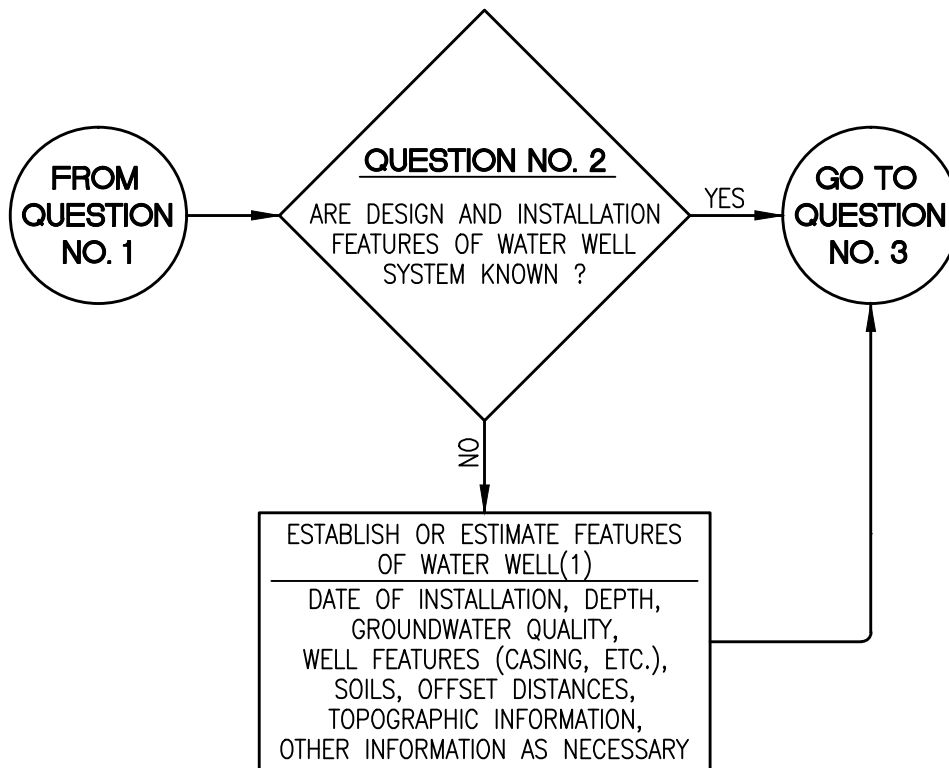 FROM
QUESTION
NO. 1
QUESTION NO. 2
ARE DESIGN AND INSTALLATION
FEATURES OF WATER WELL
SYSTEM KNOWN ?
YES
GO TO
QUESTION
NO. 3
NO
ESTABLISH OR ESTIMATE FEATURES
OF WATER WELL(1)
DATE OF INSTALLATION, DEPTH,
GROUNDWATER QUALITY,
WELL FEATURES (CASING, ETC.),
SOILS, OFFSET DISTANCES,
TOPOGRAPHIC INFORMATION,
OTHER INFORMATION AS NECESSARY